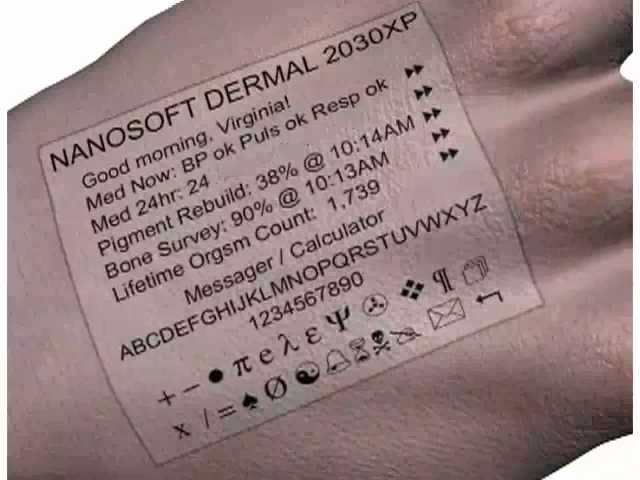 NANOSOFT DERMAL 2030XP
Good morning, Virginia!
Med Now: BP ok Puls ok Resp ok
Med 24hr: 24
Pigment Rebuild: 38% @ 10:14AM
Bone Survey: 90% @ 10:13AM
Lifetime Orgsm Count: 1,739
Messager / Calculator
ABCDEFGHIJKLMNOPQRSTUVWXYZ
1234567890
+ − ● π e λ ε Ψ ✇ ❖ ¶
x / = ♠ Ø ☯